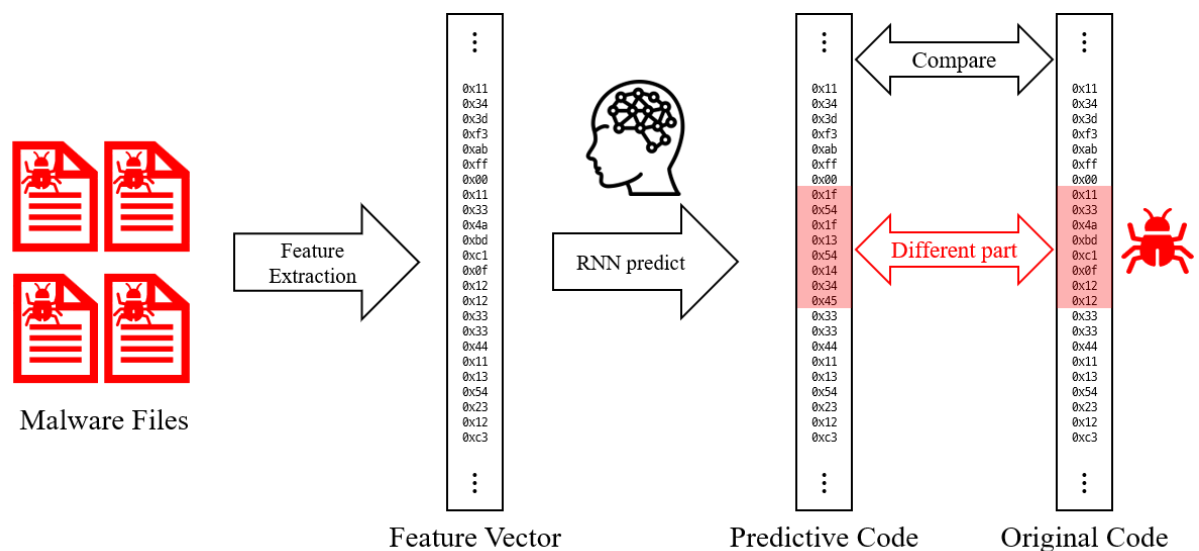 Malware Files
Feature
Extraction
⋮
0x11
0x34
0x3d
0xf3
0xab
0xff
0x00
0x11
0x33
0x4a
0xbd
0xc1
0x0f
0x12
0x12
0x33
0x33
0x44
0x11
0x13
0x54
0x23
0x12
0xc3
⋮
Feature Vector
RNN predict
⋮
0x11
0x34
0x3d
0xf3
0xab
0xff
0x00
0x1f
0x54
0x1f
0x13
0x54
0x14
0x34
0x45
0x33
0x33
0x44
0x11
0x13
0x54
0x23
0x12
0xc3
⋮
Predictive Code
Compare
Different part
⋮
0x11
0x34
0x3d
0xf3
0xab
0xff
0x00
0x11
0x33
0x4a
0xbd
0xc1
0x0f
0x12
0x12
0x33
0x33
0x44
0x11
0x13
0x54
0x23
0x12
0xc3
⋮
Original Code